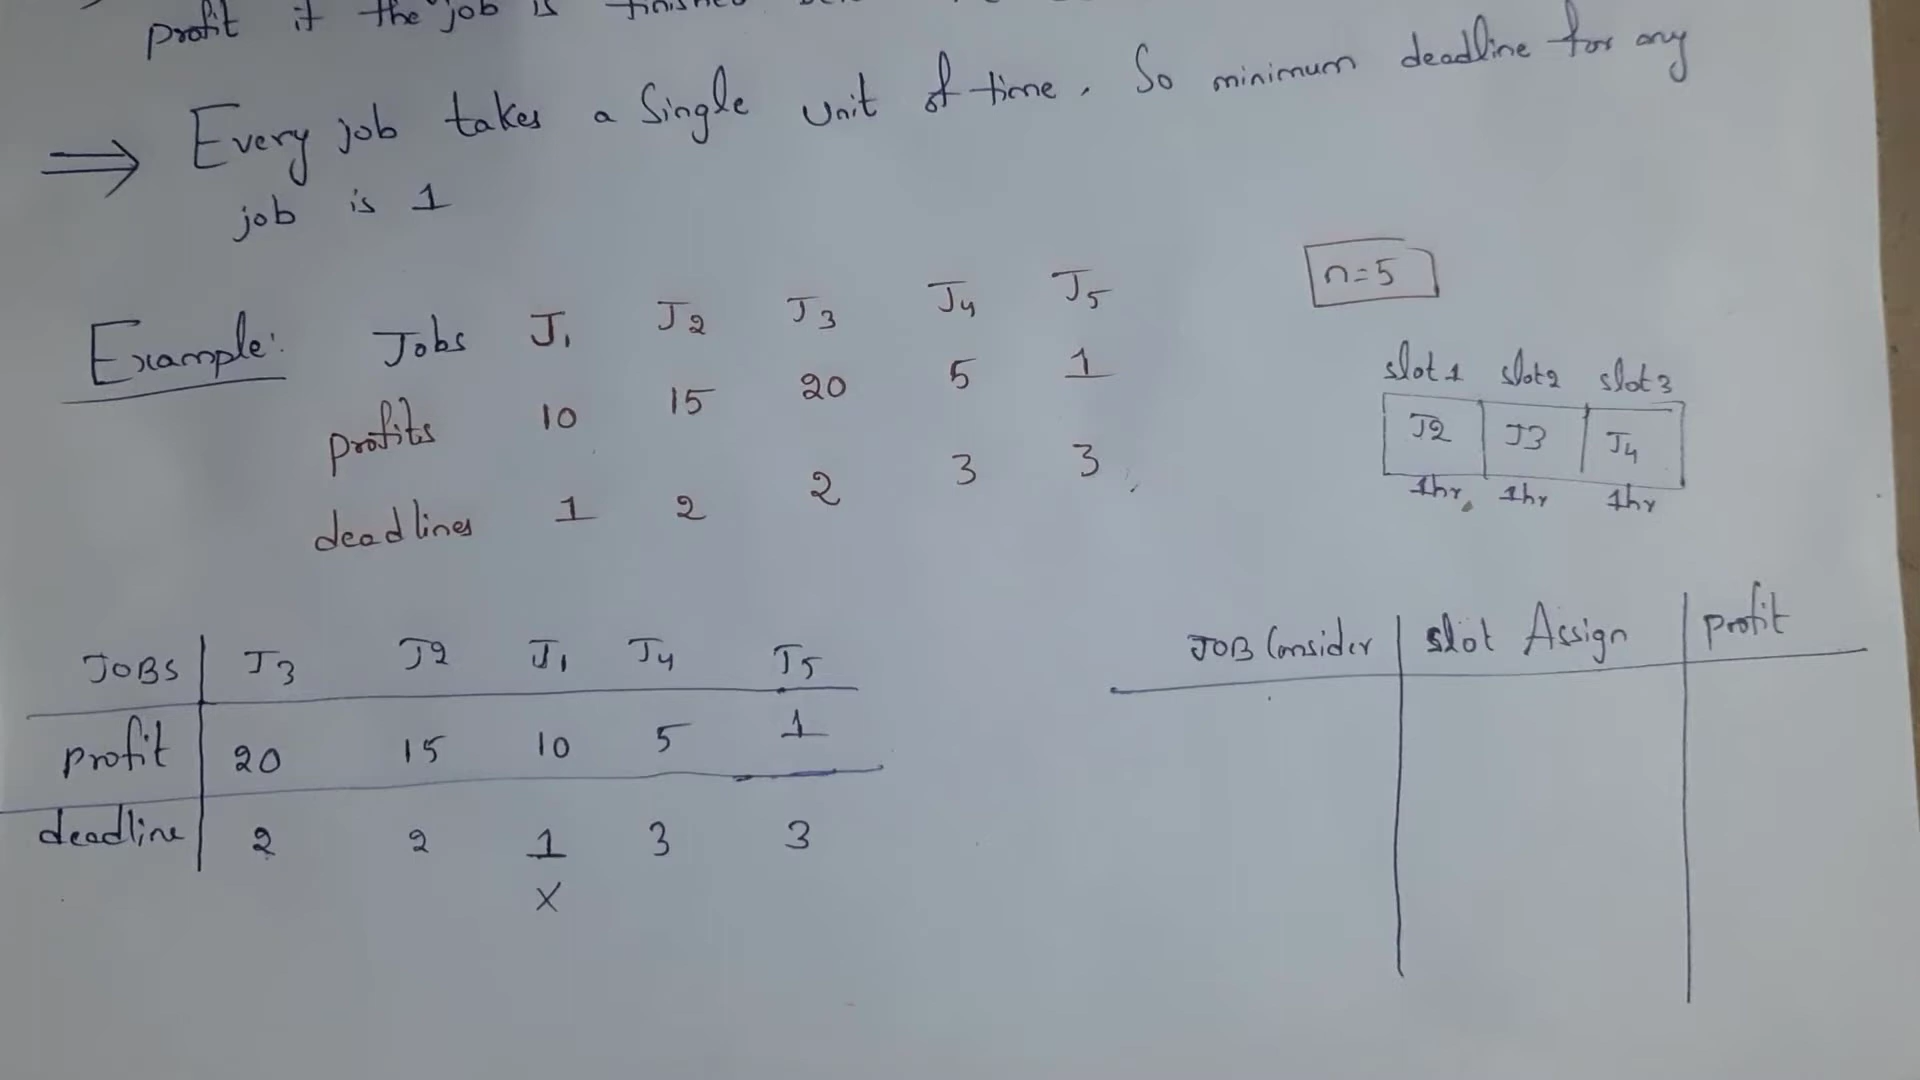 profit if the job is finished
⇒ Every job takes a Single unit of time. So minimum deadline for any
job is 1
n=5
Example: Jobs J1 J2 J3 J4 J5
profits 10 15 20 5 1
deadlines 1 2 2 3 3
slot1 slot2 slot3
J2 J3 J4
1hr 1hr 1hr
JOBS J3 J2 J1 J4 J5
profit 20 15 10 5 1
deadline 2 2 1 3 3
X
JOB Consider slot Assign profit